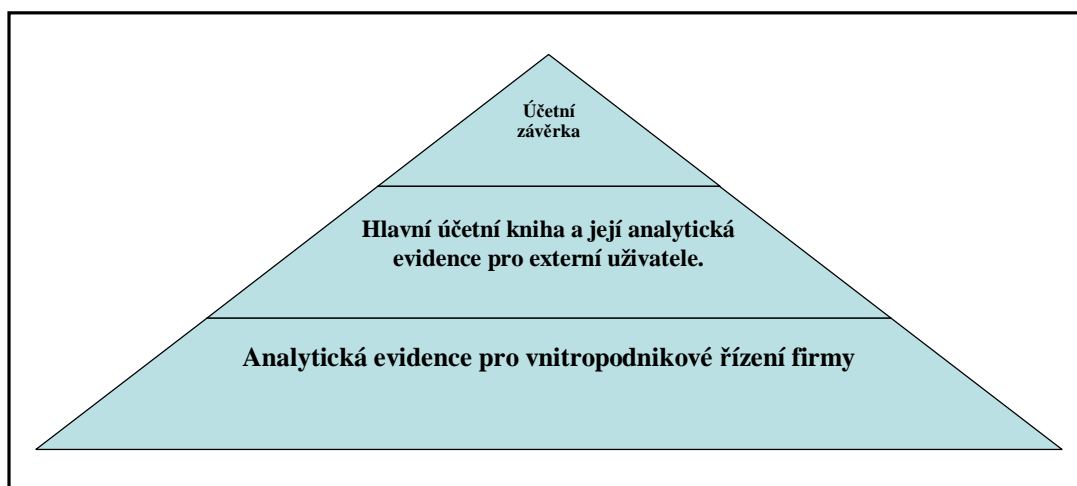 Účetní
závěrka
Hlavní účetní kniha a její analytická
evidence pro externí uživatele.
Analytická evidence pro vnitropodnikové řízení firmy